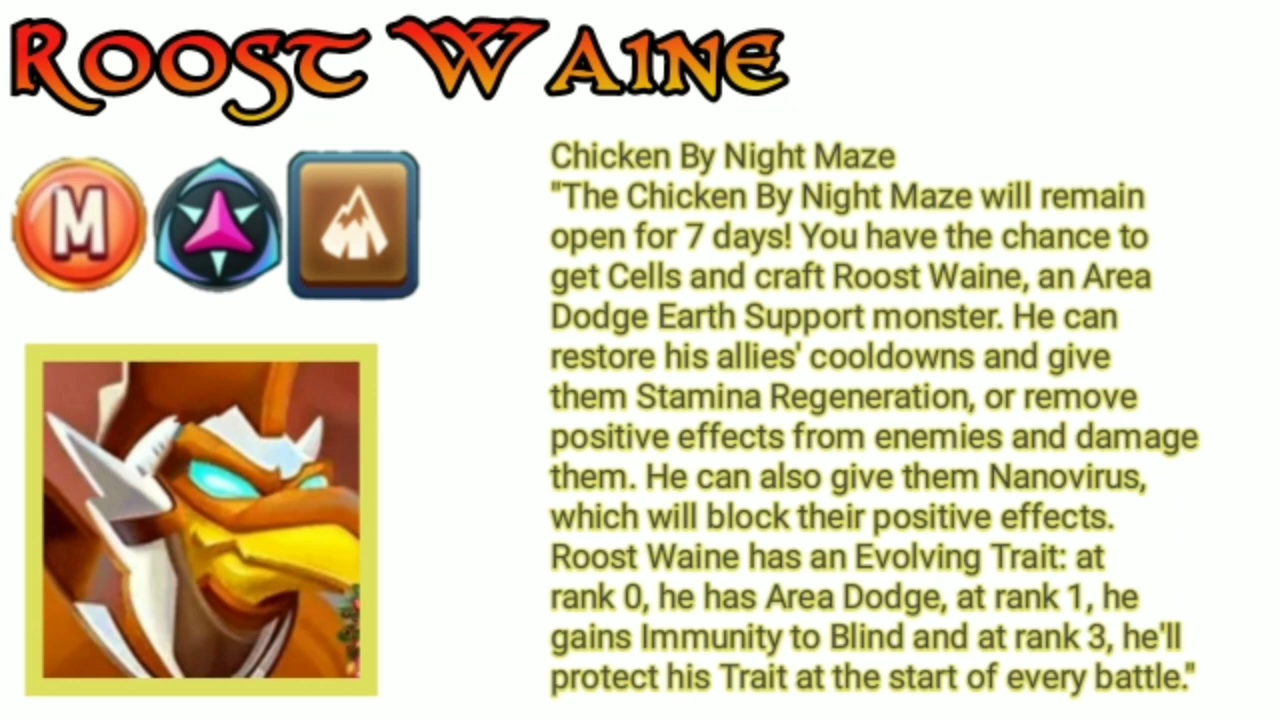 Roost Waine
M
Chicken By Night Maze
"The Chicken By Night Maze will remain
open for 7 days! You have the chance to
get Cells and craft Roost Waine, an Area
Dodge Earth Support monster. He can
restore his allies' cooldowns and give
them Stamina Regeneration, or remove
positive effects from enemies and damage
them. He can also give them Nanovirus,
which will block their positive effects.
Roost Waine has an Evolving Trait: at
rank 0, he has Area Dodge, at rank 1, he
gains Immunity to Blind and at rank 3, he'll
protect his Trait at the start of every battle."